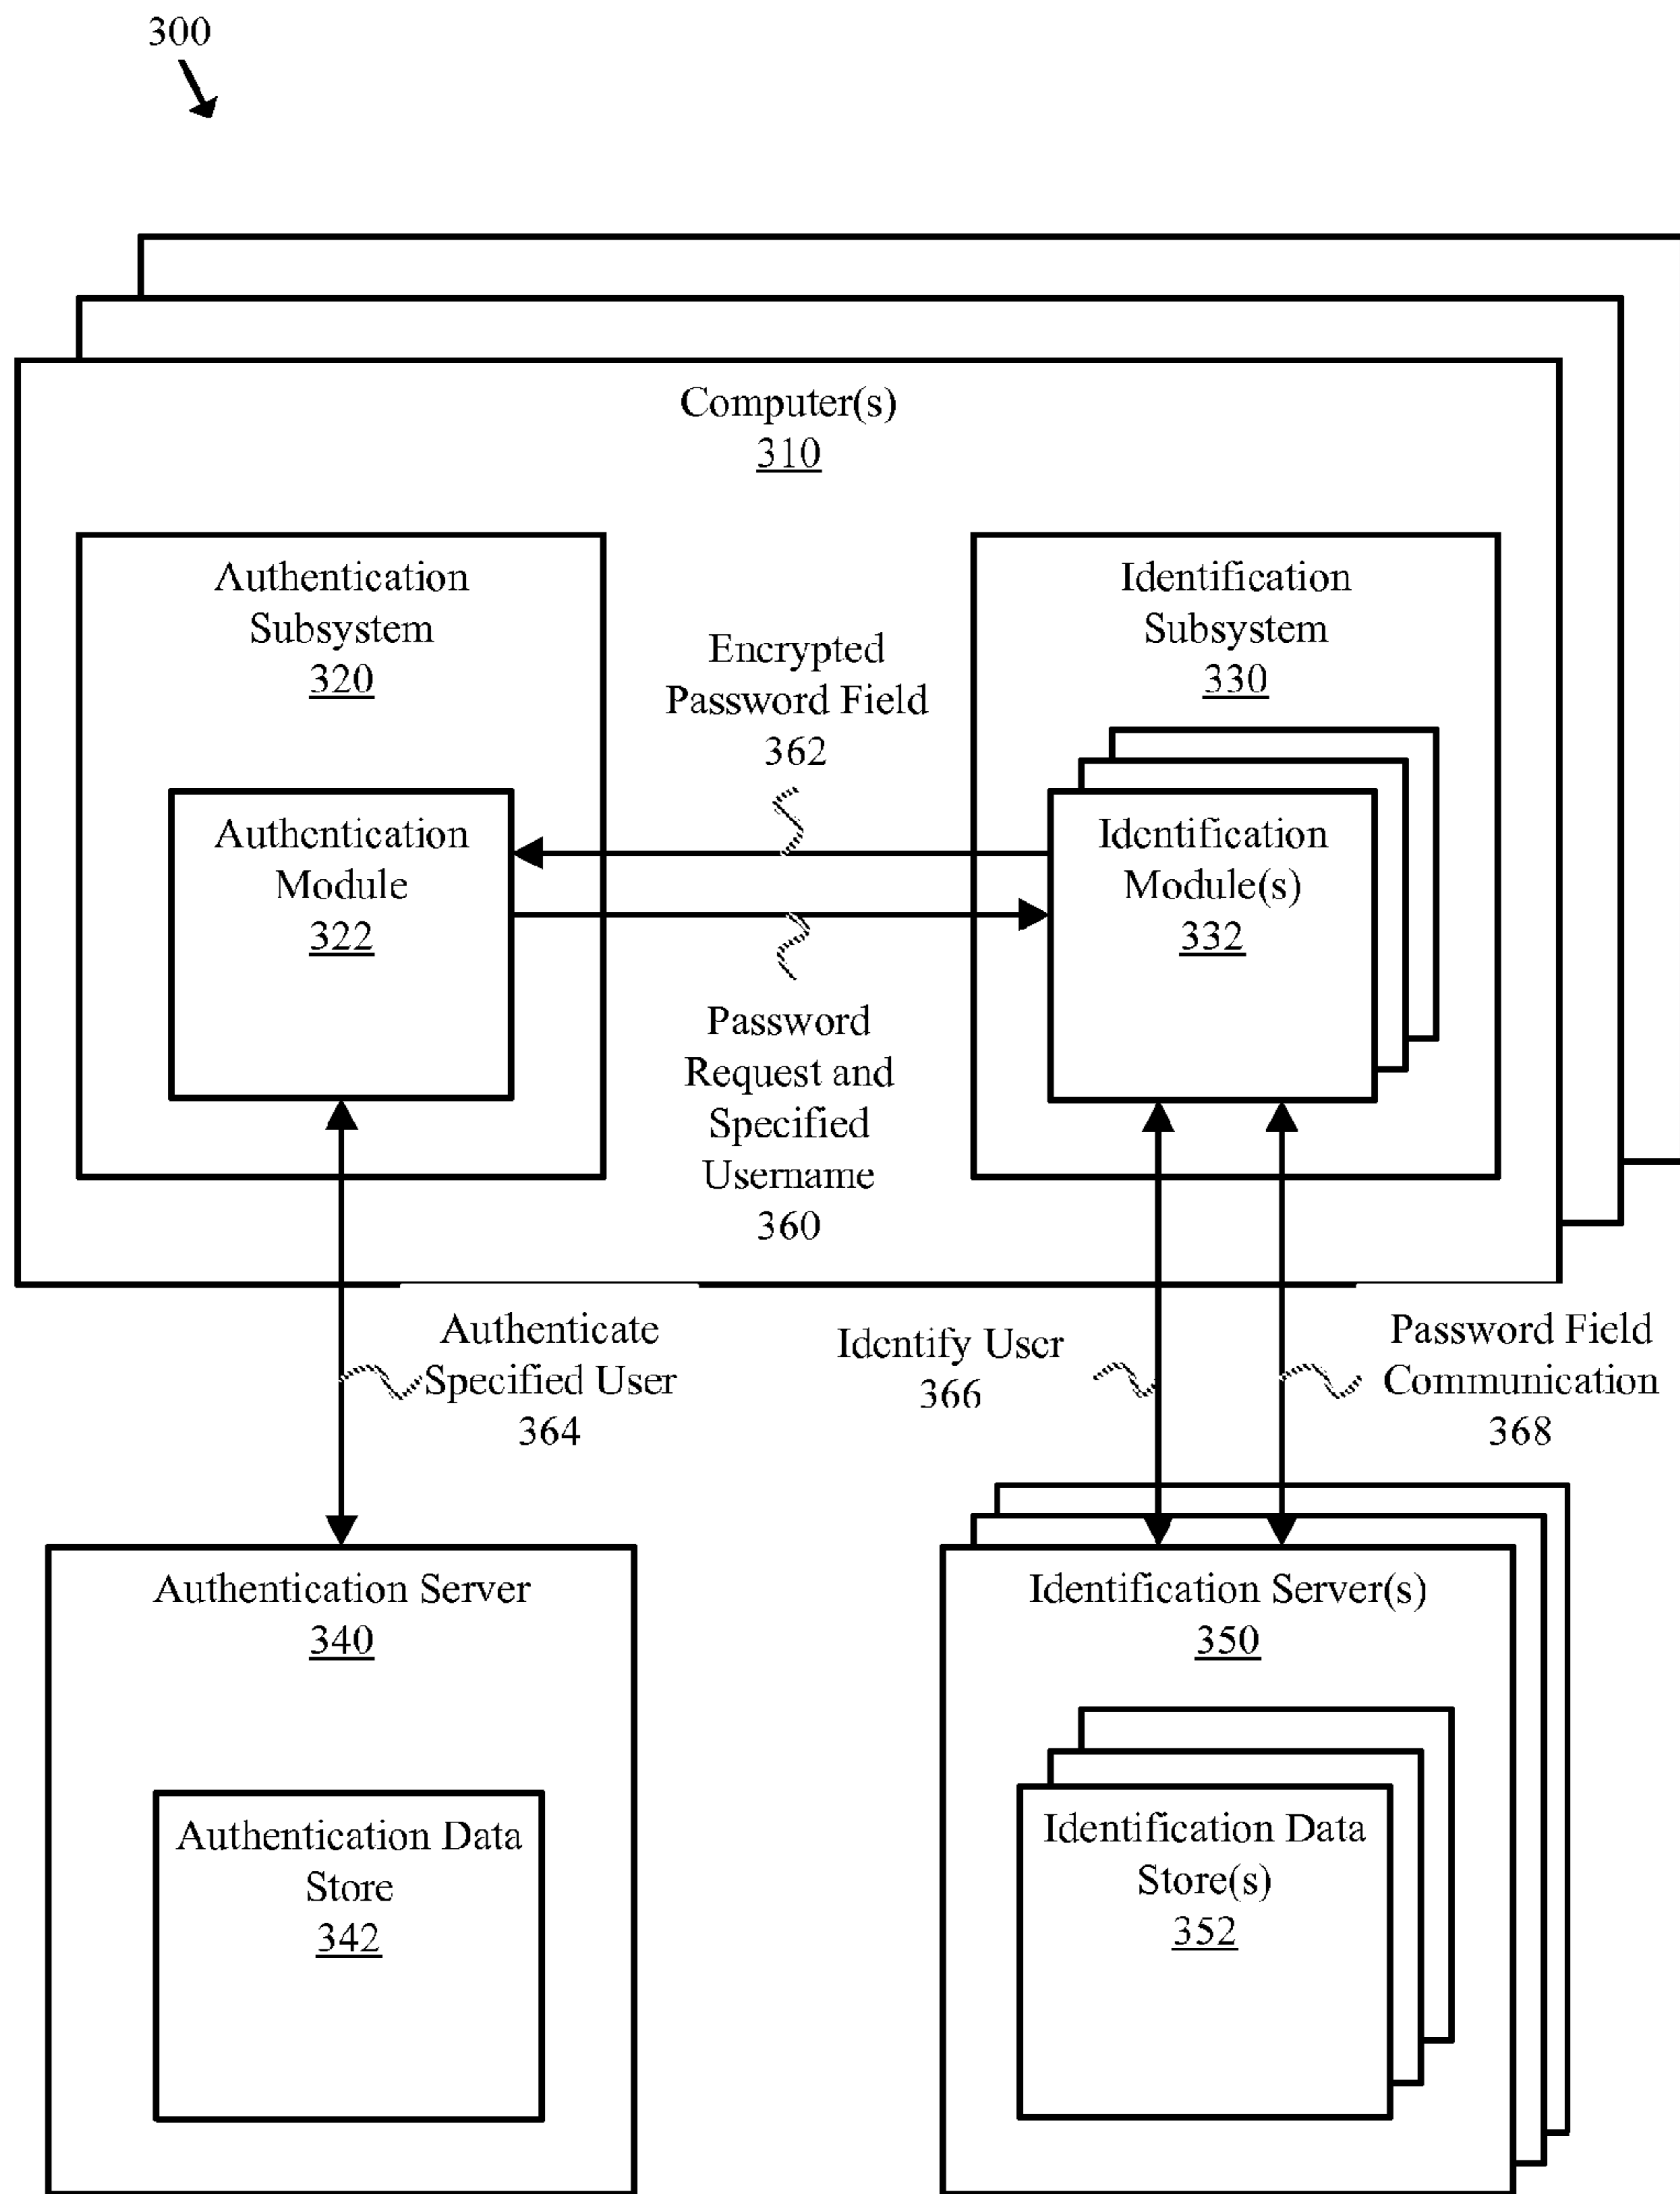 300
Computer(s)
310
Authentication
Subsystem
320
Identification
Subsystem
330
Encrypted
Password Field
362
Authentication
Module
322
Identification
Module(s)
332
Password
Request and
Specified
Username
360
Authenticate
Specified User
364
Identify User
366
Password Field
Communication
368
Authentication Server
340
Identification Server(s)
350
Authentication Data
Store
342
Identification Data
Store(s)
352